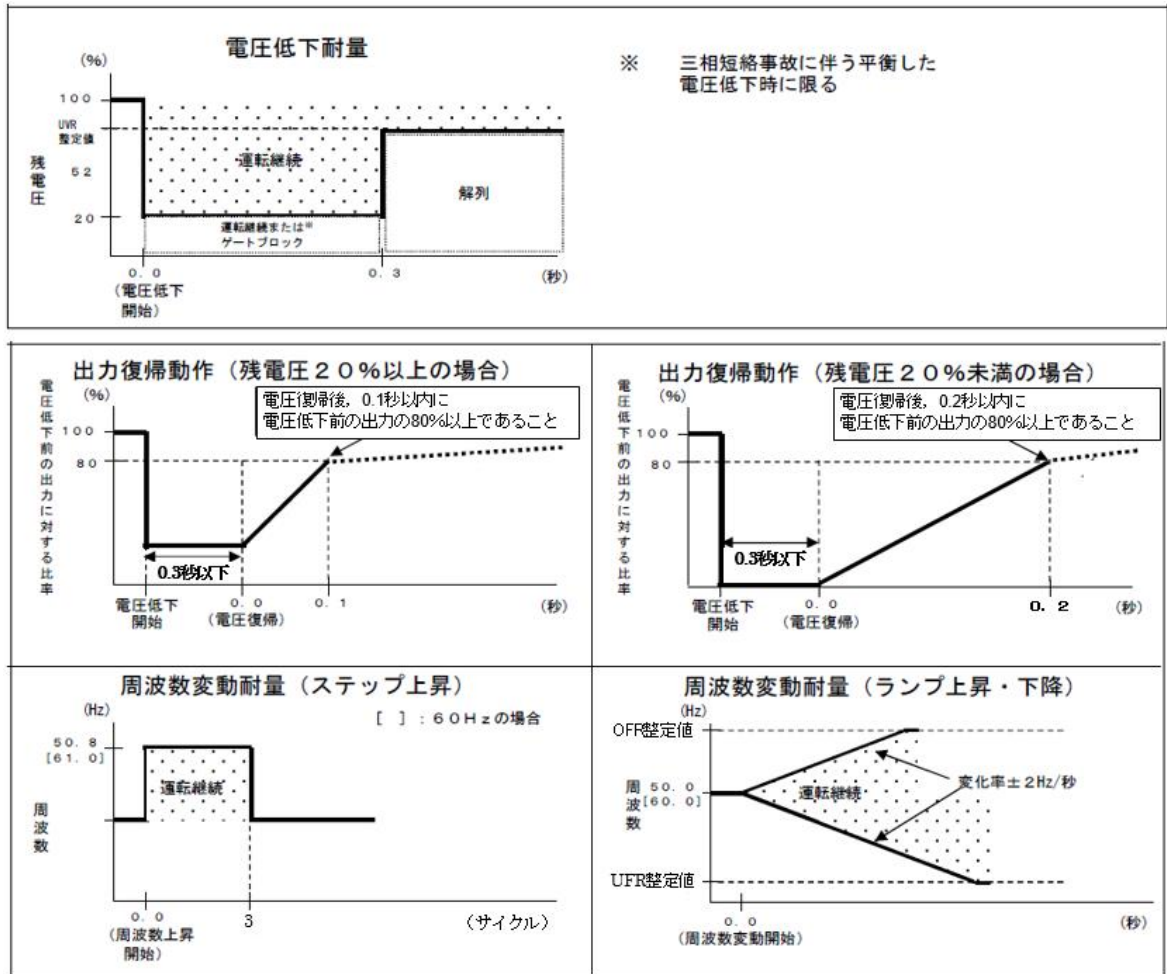 電圧低下耐量
(%)
100
UVR
整定値
52
20
残電圧
運転継続
運転継続または※
ゲートブロック
解列
0.0
(電圧低下
開始)
0.3
(秒)
※ 三相短絡事故に伴う平衡した
電圧低下時に限る
出力復帰動作(残電圧20%以上の場合)
電圧低下前の出力に対する比率
(%)
100
80
電圧復帰後,0.1秒以内に
電圧低下前の出力の80%以上であること
0.3秒以下
電圧低下
開始
0.0
(電圧復帰)
0.1
(秒)
出力復帰動作(残電圧20%未満の場合)
電圧低下前の出力に対する比率
(%)
100
80
電圧復帰後,0.2秒以内に
電圧低下前の出力の80%以上であること
0.3秒以下
電圧低下
開始
0.0
(電圧復帰)
0.2
(秒)
周波数変動耐量(ステップ上昇)
(Hz)
[ ]:60Hzの場合
50.8
[61.0]
運転継続
周波数
0.0
(周波数上昇
開始)
3
(サイクル)
周波数変動耐量(ランプ上昇・下降)
(Hz)
OFR整定値
周波数
50.0
[60.0]
運転継続
変化率±2Hz/秒
UFR整定値
0.0
(周波数変動開始)
(秒)